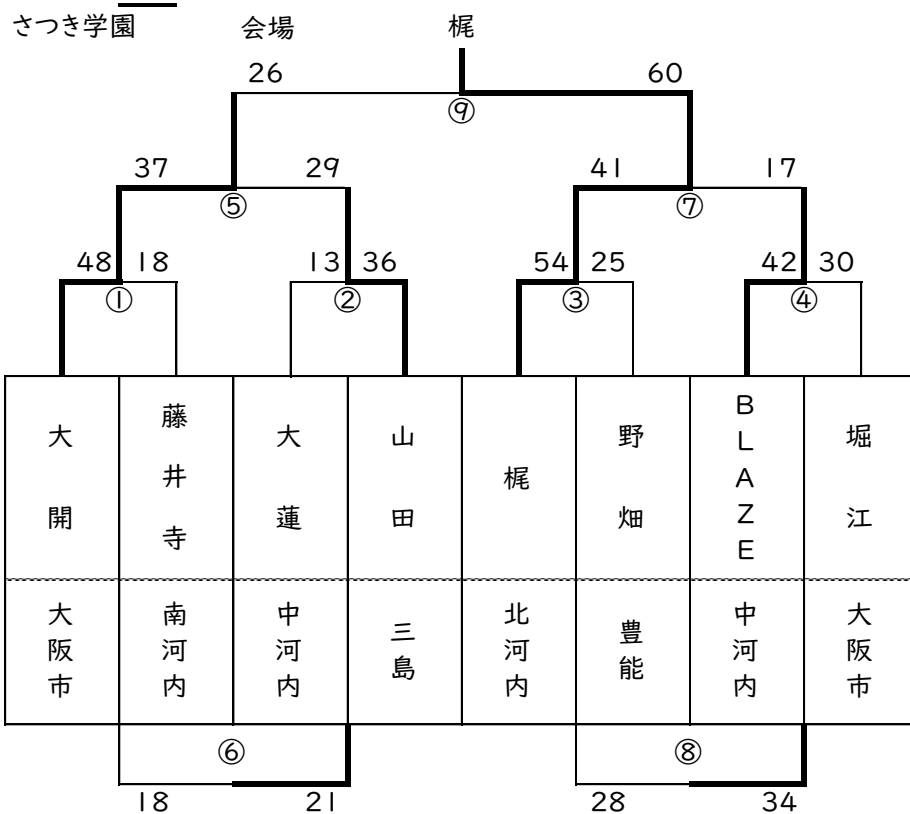 さつき学園 会場 梶
26 60
⑨
37 29 41 17
⑤ ⑦
48 18 13 36 54 25 42 30
① ② ③ ④
大開 藤井寺 大蓮 山田 梶 野畑 BLAZE 堀江
大阪市 南河内 中河内 三島 北河内 豊能 中河内 大阪市
⑥ ⑧
18 21 28 34